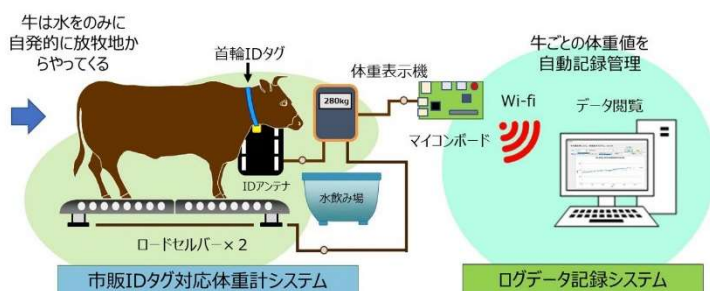 牛は水をのみに
自発的に放牧地か
らやってくる
首輪IDタグ
体重表示機
280kg
IDアンテナ
水飲み場
ロードセルバー×2
市販IDタグ対応体重計システム
牛ごとの体重値を
自動記録管理
Wi-fi
データ閲覧
マイコンボード
ログデータ記録システム